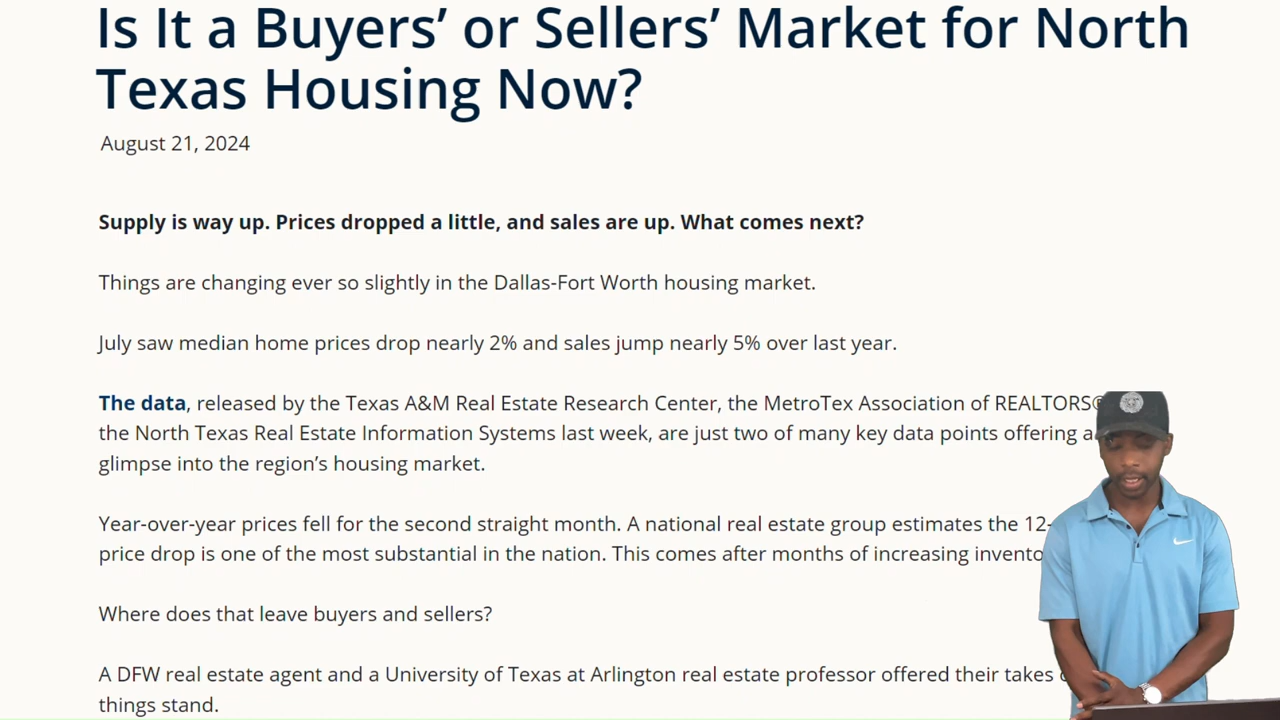 Is It a Buyers’ or Sellers’ Market for North
Texas Housing Now?
August 21, 2024
Supply is way up. Prices dropped a little, and sales are up. What comes next?
Things are changing ever so slightly in the Dallas-Fort Worth housing market.
July saw median home prices drop nearly 2% and sales jump nearly 5% over last year.
The data, released by the Texas A&M Real Estate Research Center, the MetroTex Association of REALTORS®
the North Texas Real Estate Information Systems last week, are just two of many key data points offering a
glimpse into the region’s housing market.
Year-over-year prices fell for the second straight month. A national real estate group estimates the 12-
price drop is one of the most substantial in the nation. This comes after months of increasing
Where does that leave buyers and sellers?
A DFW real estate agent and a University of Texas at Arlington real estate professor offered their takes
things stand.